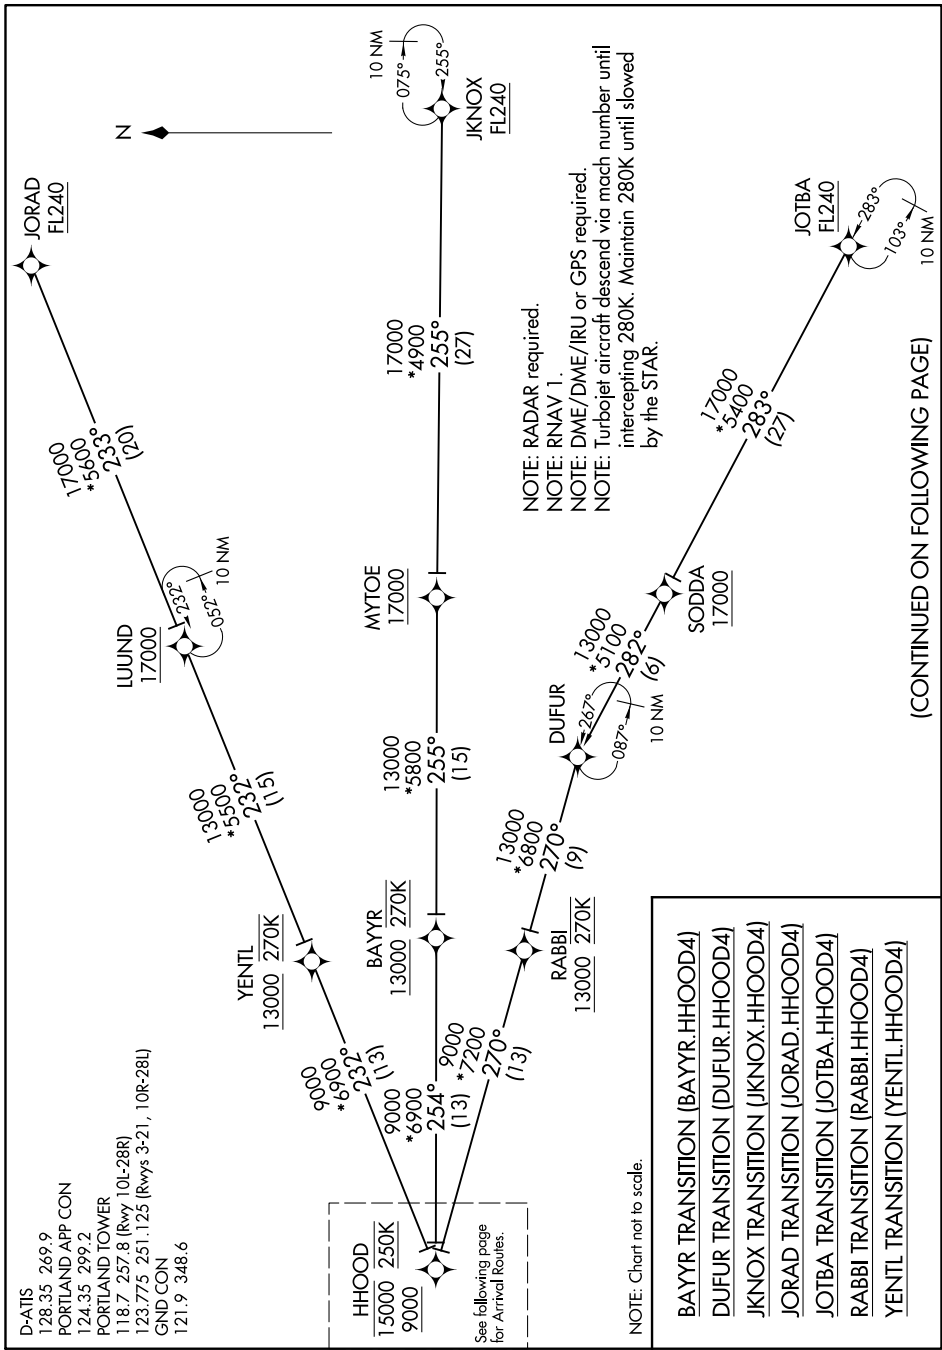 D-ATIS
128.35 269.9
PORTLAND APP CON
124.35 299.2
PORTLAND TOWER
118.7 257.8 (Rwy 10L-28R)
123.775 251.125 (Rwys 3-21, 10R-28L)
GND CON
121.9 348.6
N
JORAD
FL240
17000
*5600
233°
(20)
LUUND
17000
232°
052°
10 NM
13000
*5500
232°
(15)
YENTL
13000 270K
9000
*6900
232°
(13)
JKNOX
FL240
10 NM
075°
255°
17000
*4900
255°
(27)
MYTOE
17000
13000
*5800
255°
(15)
BAYYR
13000 270K
9000
*6900
254°
(13)
HHOOD
15000 250K
9000
See following page
for Arrival Routes.
NOTE: RADAR required.
NOTE: RNAV 1.
NOTE: DME/DME/IRU or GPS required.
NOTE: Turbojet aircraft descend via mach number until
intercepting 280K. Maintain 280K until slowed
by the STAR.
JOTBA
FL240
283°
103°
10 NM
17000
*5400
283°
(27)
SODDA
17000
13000
*5100
282°
(6)
DUFUR
267°
087°
10 NM
13000
*6800
270°
(9)
RABBI
13000 270K
9000
*7200
270°
(13)
NOTE: Chart not to scale.
BAYYR TRANSITION (BAYYR.HHOOD4)
DUFUR TRANSITION (DUFUR.HHOOD4)
JKNOX TRANSITION (JKNOX.HHOOD4)
JORAD TRANSITION (JORAD.HHOOD4)
JOTBA TRANSITION (JOTBA.HHOOD4)
RABBI TRANSITION (RABBI.HHOOD4)
YENTL TRANSITION (YENTL.HHOOD4)
(CONTINUED ON FOLLOWING PAGE)